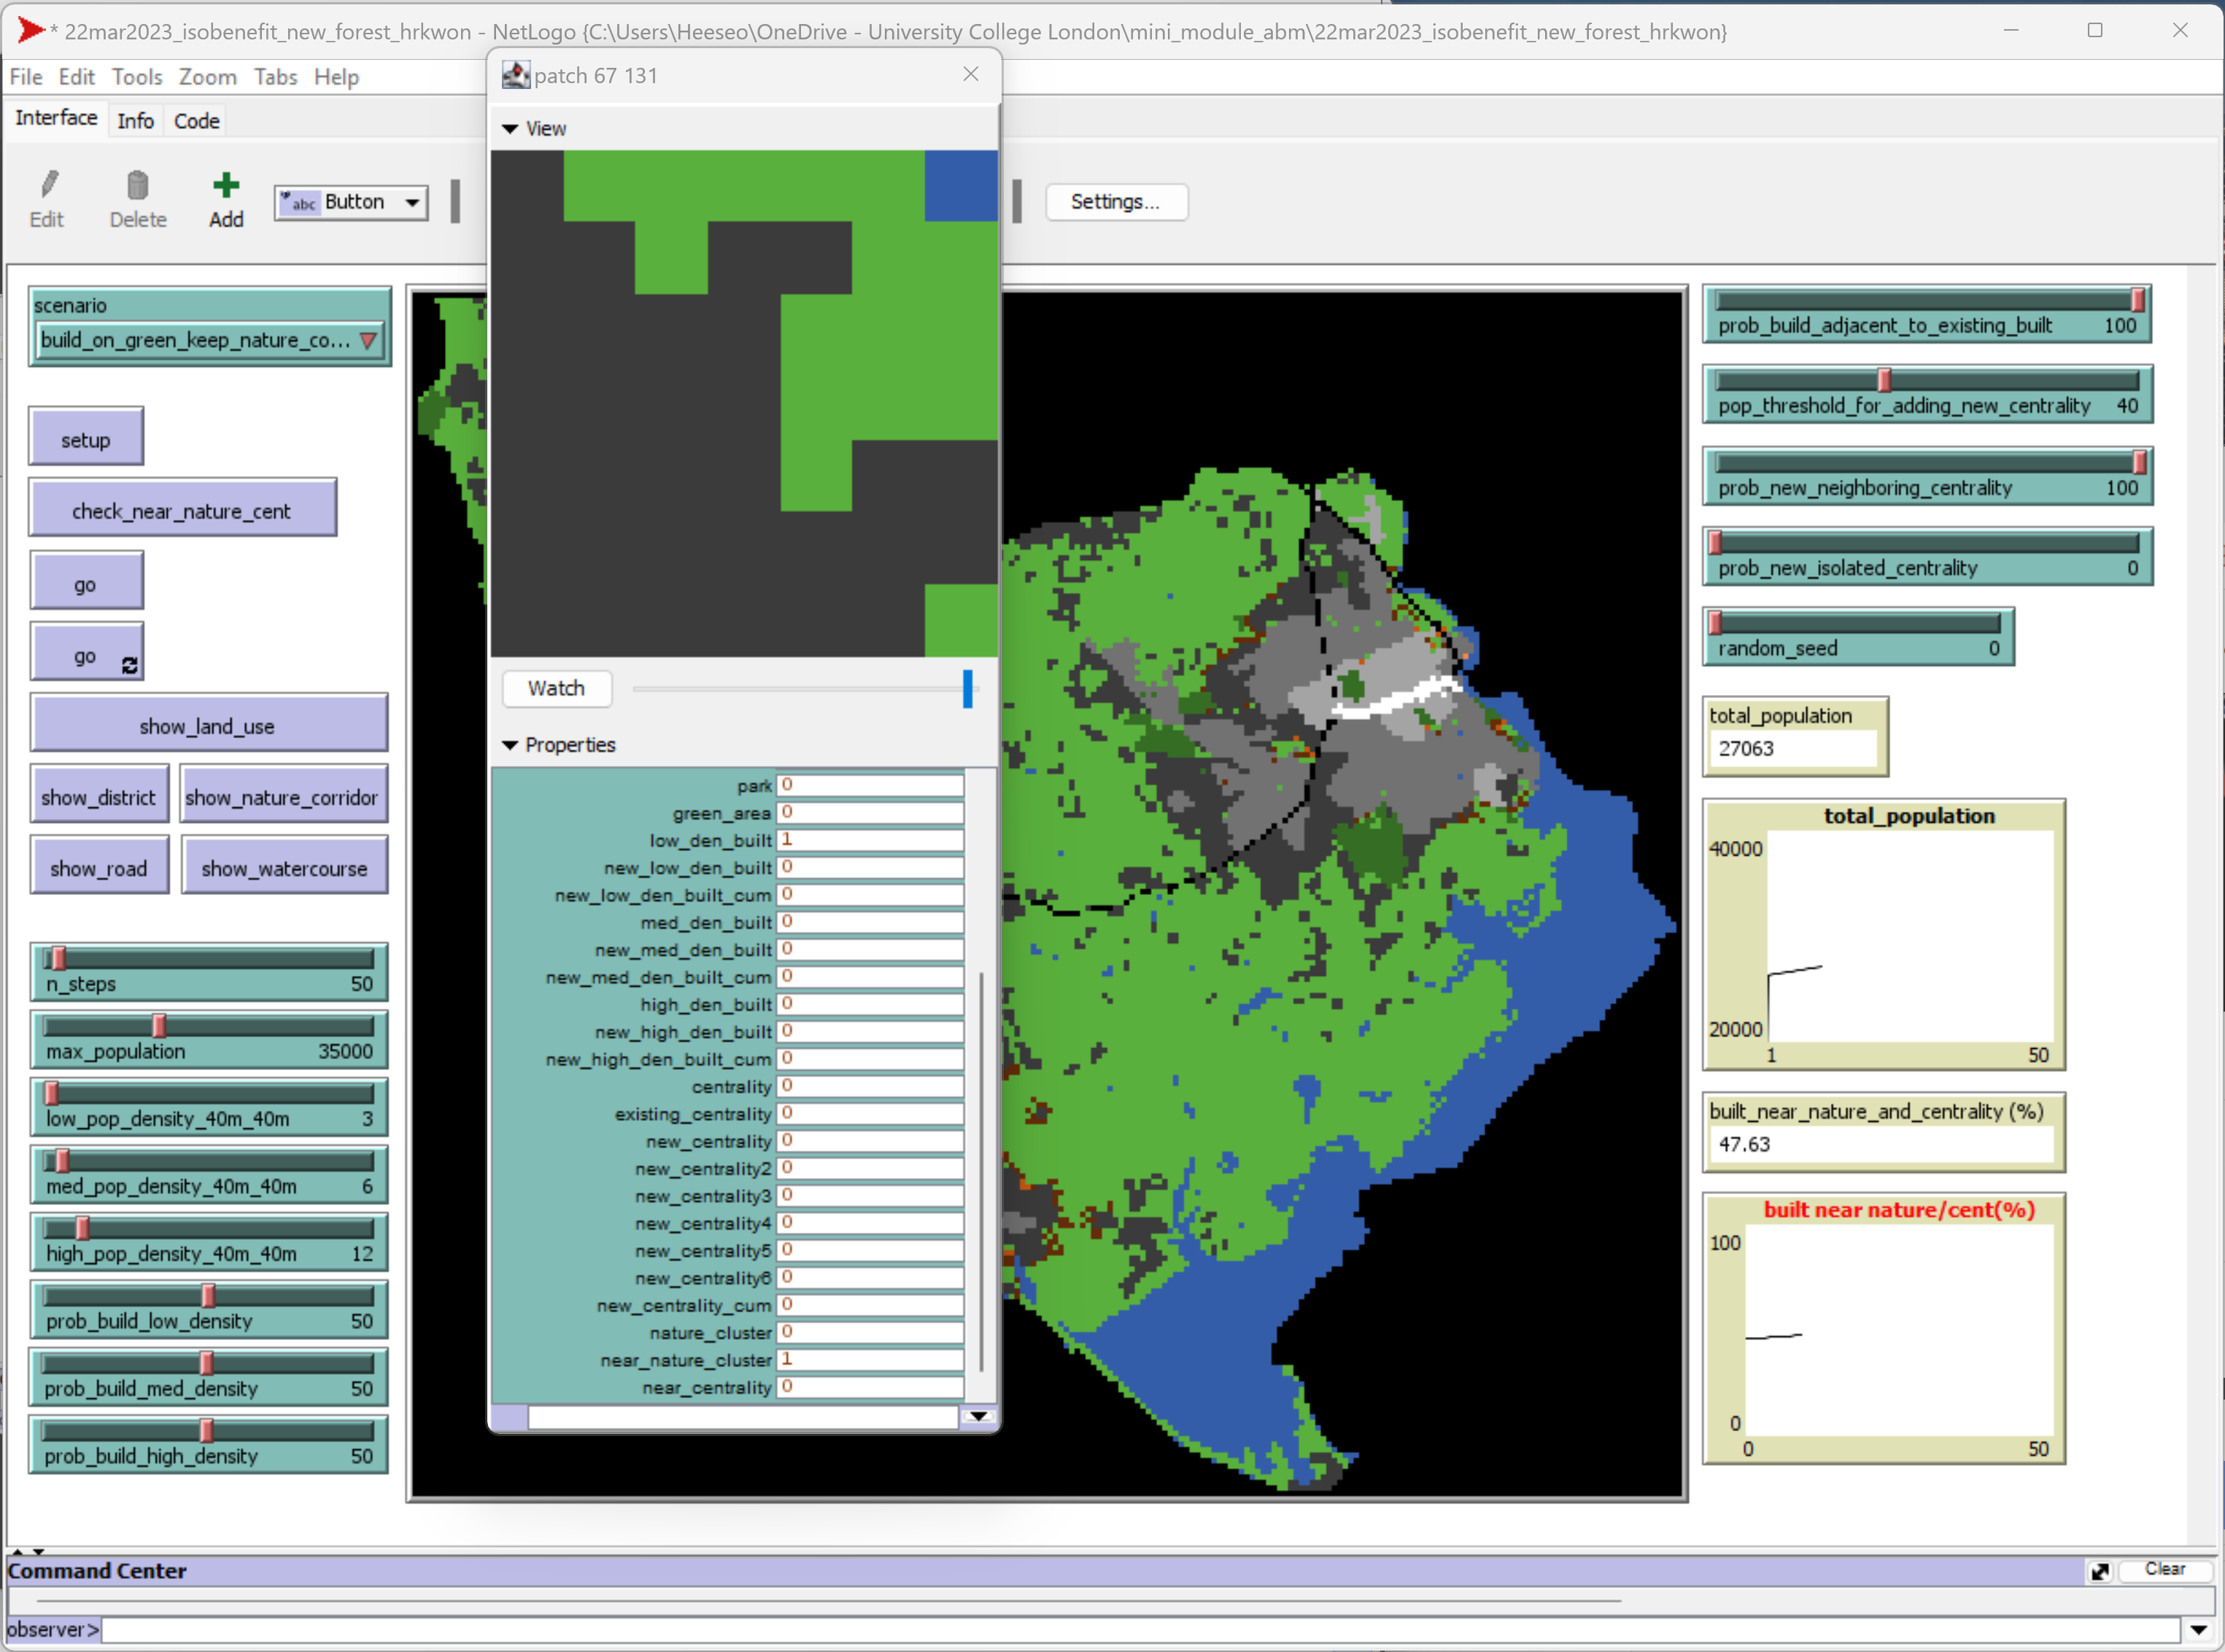 * 22mar2023_isobenefit_new_forest_hrkwon - NetLogo {C:\Users\Heeseo\OneDrive - University College London\mini_module_abm\22mar2023_isobenefit_new_forest_hrkwon}
File Edit Tools Zoom Tabs Help
Interface Info Code
Edit Delete Add abc Button Settings...
patch 67 131
View
Watch
Properties
park 0
green_area 0
low_den_built 1
new_low_den_built 0
new_low_den_built_cum 0
med_den_built 0
new_med_den_built 0
new_med_den_built_cum 0
high_den_built 0
new_high_den_built 0
new_high_den_built_cum 0
centrality 0
existing_centrality 0
new_centrality 0
new_centrality2 0
new_centrality3 0
new_centrality4 0
new_centrality5 0
new_centrality6 0
new_centrality_cum 0
nature_cluster 0
near_nature_cluster 1
near_centrality 0
scenario
build_on_green_keep_nature_co...
setup
check_near_nature_cent
go
go
show_land_use
show_district show_nature_corridor
show_road show_watercourse
n_steps 50
max_population 35000
low_pop_density_40m_40m 3
med_pop_density_40m_40m 6
high_pop_density_40m_40m 12
prob_build_low_density 50
prob_build_med_density 50
prob_build_high_density 50
prob_build_adjacent_to_existing_built 100
pop_threshold_for_adding_new_centrality 40
prob_new_neighboring_centrality 100
prob_new_isolated_centrality 0
random_seed 0
total_population
27063
total_population
40000
20000
1 50
built_near_nature_and_centrality (%)
47.63
built near nature/cent(%)
100
0
0 50
Command Center Clear
observer>